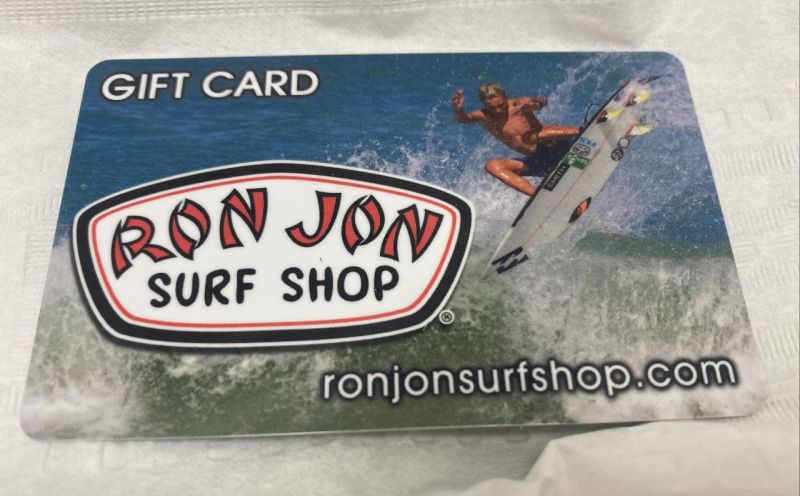 GIFT CARD
RON JON
SURF SHOP
®
ronjonsurfshop.com